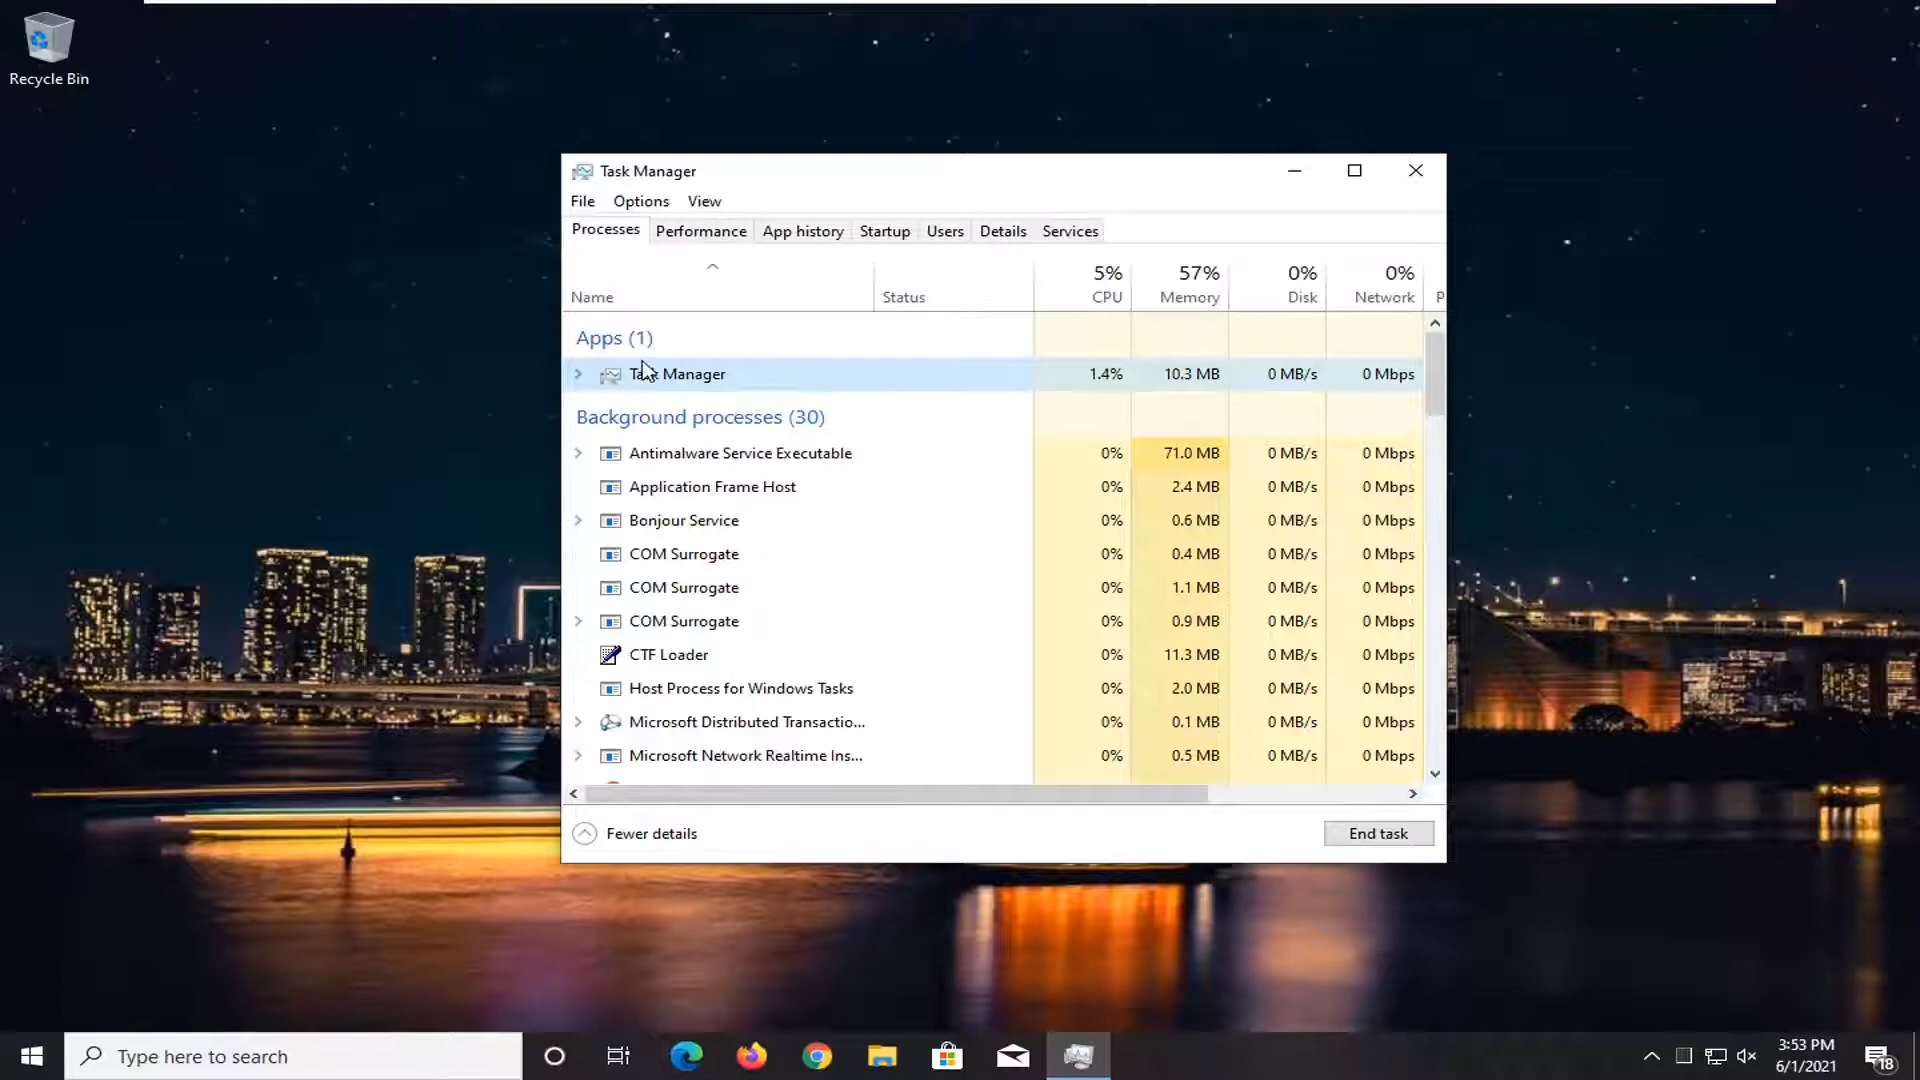 Recycle Bin
Task Manager
File Options View
Processes Performance App history Startup Users Details Services
5% 57% 0% 0%
Name Status CPU Memory Disk Network P
Apps (1)
Task Manager 1.4% 10.3 MB 0 MB/s 0 Mbps
Background processes (30)
Antimalware Service Executable 0% 71.0 MB 0 MB/s 0 Mbps
Application Frame Host 0% 2.4 MB 0 MB/s 0 Mbps
Bonjour Service 0% 0.6 MB 0 MB/s 0 Mbps
COM Surrogate 0% 0.4 MB 0 MB/s 0 Mbps
COM Surrogate 0% 1.1 MB 0 MB/s 0 Mbps
COM Surrogate 0% 0.9 MB 0 MB/s 0 Mbps
CTF Loader 0% 11.3 MB 0 MB/s 0 Mbps
Host Process for Windows Tasks 0% 2.0 MB 0 MB/s 0 Mbps
Microsoft Distributed Transactio... 0% 0.1 MB 0 MB/s 0 Mbps
Microsoft Network Realtime Ins... 0% 0.5 MB 0 MB/s 0 Mbps
Fewer details End task
Type here to search
3:53 PM
6/1/2021
18